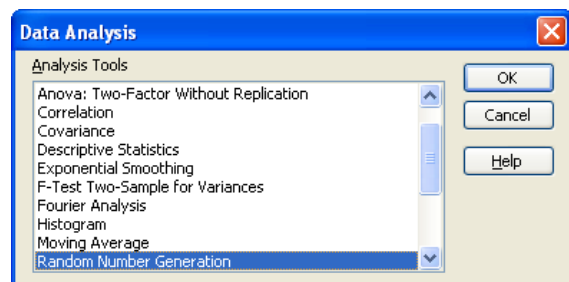 Data Analysis
Analysis Tools
Anova: Two-Factor Without Replication
Correlation
Covariance
Descriptive Statistics
Exponential Smoothing
F-Test Two-Sample for Variances
Fourier Analysis
Histogram
Moving Average
Random Number Generation
OK
Cancel
Help